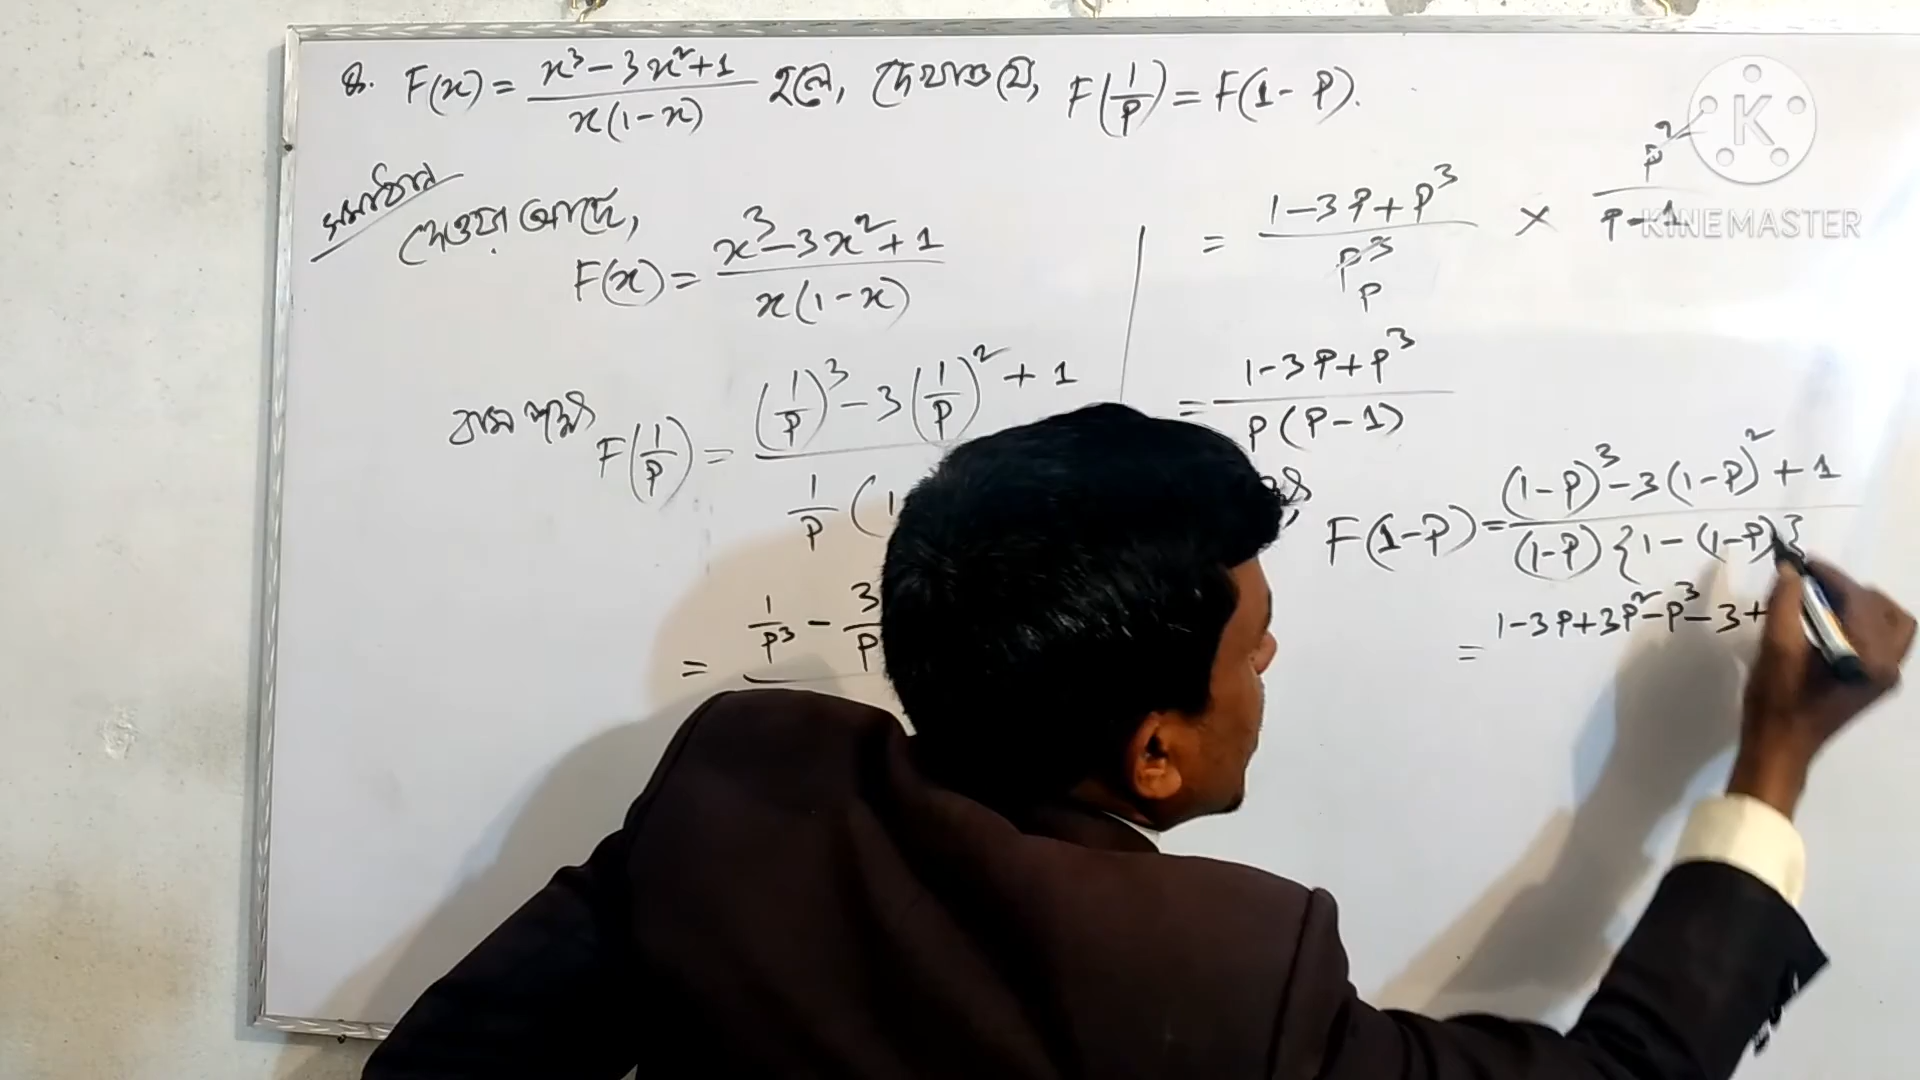 8. F(x) = (x³ - 3x² + 1)/(x(1-x)) হলে, দেখাও যে, F(1/P) = F(1-P).
সমাধান
দেওয়া আছে,
F(x) = (x³ - 3x² + 1)/(x(1-x))
বাম পক্ষ
F(1/P) = (1/P)³ - 3(1/P)² + 1
1/P (1
= 1/P³ - 3/P
= (1-3P+P³)/P³ × P²/(P-1)
P
= (1-3P+P³)/(P(P-1))
F(1-P) = ((1-P)³ - 3(1-P)² + 1)/((1-P){1-(1-P)})
= 1-3P+3P²-P³-3+
K
KINEMASTER